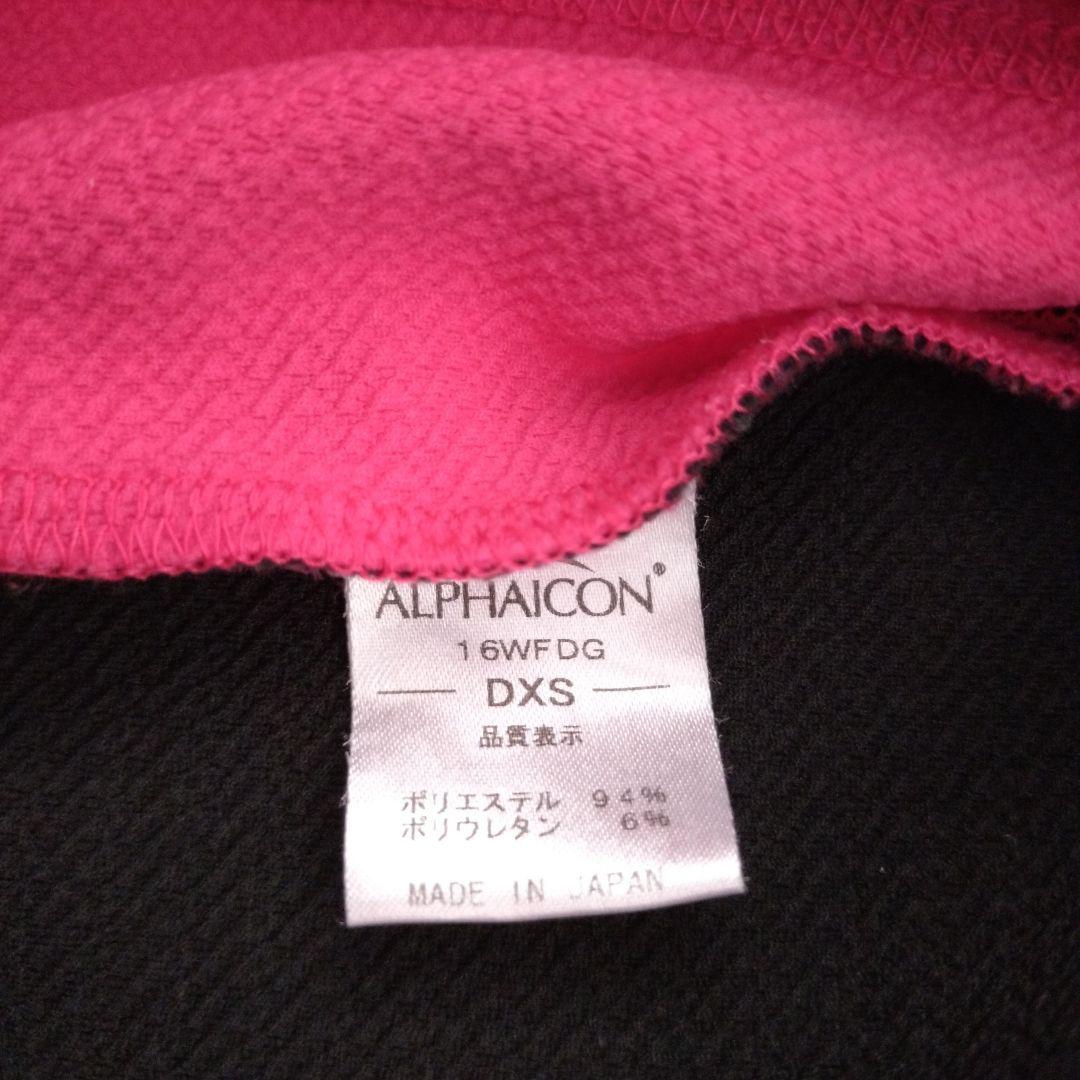 ALPHAICON®
16WFDG
DXS
品質表示
ポリエステル 94%
ポリウレタン 6%
MADE IN JAPAN